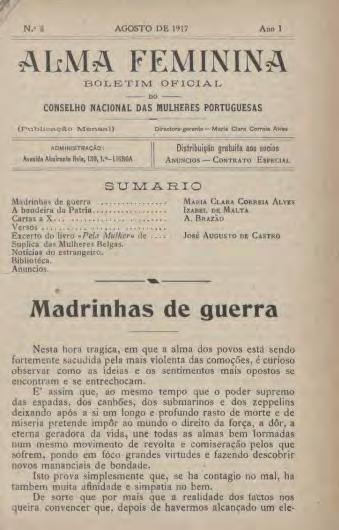 AGOSTO DE 1917 Ano 1
ALMA FEMININA
BOLETIM OFICIAL
DO
CONSELHO NACIONAL DAS MULHERES PORTUGUESAS
(Publicação Mensal) Directora-gerente — Maria Clara Correia Alves
ADMINISTRAÇÃO:
Avenida Almirante Reis, LISBOA
Distribuição gratuita aos socios
ANUNCIOS — CONTRATO ESPECIAL
SUMARIO
Madrinhas de guerra .................. MARIA CLARA CORREIA ALVES
A bandeira da Patria.................. IZABEL DE MALTA
Cartas a X... ........................ A. BRAZÃO
Versos ...............................
Excerto do livro «Pela Mulher» de .... JOSÉ AUGUSTO DE CASTRO
Suplica das Mulheres Belgas.
Noticias do estrangeiro.
Bibliotéca.
Anuncios.
Madrinhas de guerra
Nesta hora tragica, em que a alma dos povos está sendo
fortemente sacudida pela mais violenta das comoções, é curioso
observar como as ideias e os sentimentos mais opostos se
encontram e se entrechocam.
E' assim que, ao mesmo tempo que o poder supremo
das espadas, dos canhões, dos submarinos e dos zeppelins
deixando após a si um longo e profundo rasto de morte e de
miseria pretende impôr ao mundo o direito da força, a dôr, a
eterna geradora da vida, une todas as almas bem formadas
num mesmo movimento de revolta e comiseração pelos que
sofrem, pondo em fóco grandes virtudes e fazendo descobrir
novos mananciais de bondade.
Isto prova simplesmente que, se ha contagio no mal, ha
tambem muita afinidade e simpatia no bem.
De sorte que por mais que a realidade dos factos nos
queira convencer que, depois de havermos alcançado um ele-